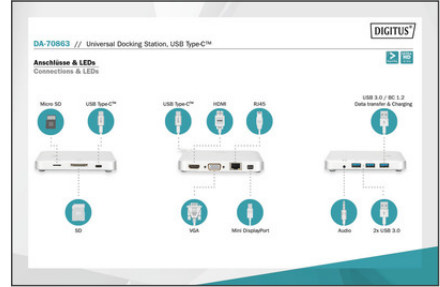 DIGITUS®
DA-70863 // Universal Docking Station, USB Type-C™
Anschlüsse & LEDs
Connections & LEDs
Micro SD
USB Type-C™
USB Type-C™
HDMI
RJ45
USB 3.0 / BC 1.2
Data transfer & Charging
SD
VGA
Mini DisplayPort
Audio
2x USB 3.0